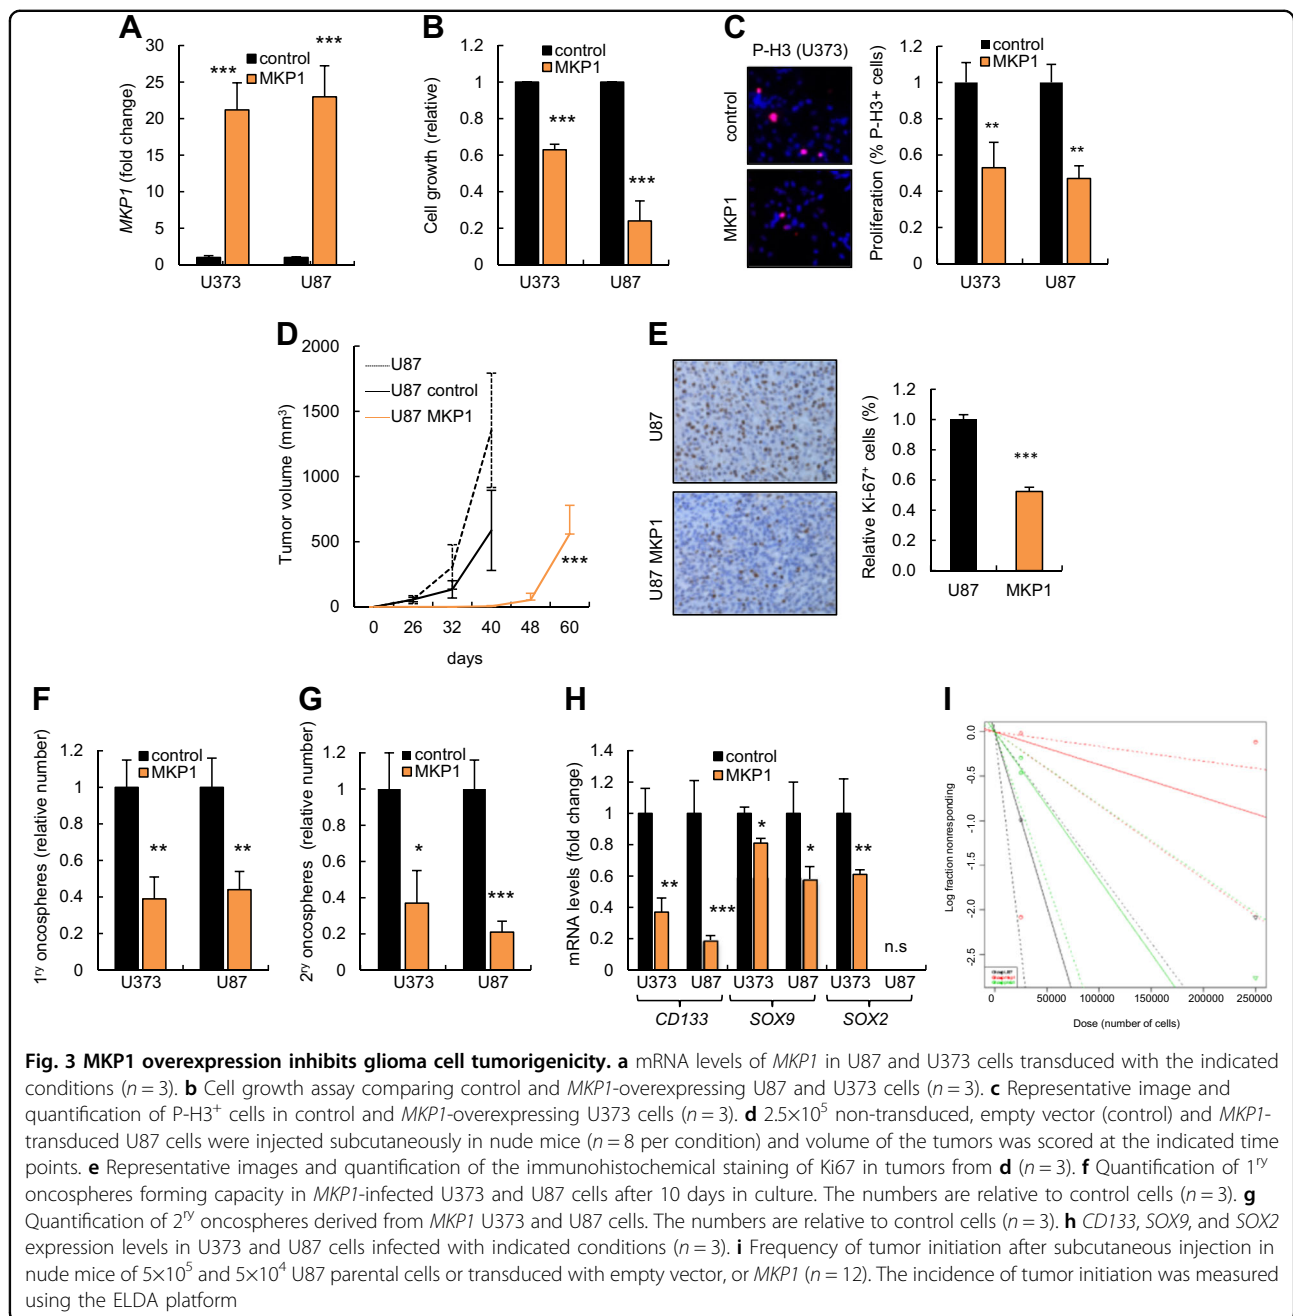 A
30
25
20
15
10
5
0
MKP1 (fold change)
control
MKP1
***
***
U373
U87
B
1.2
1
0.8
0.6
0.4
0.2
0
Cell growth (relative)
control
MKP1
***
***
U373
U87
C
P-H3 (U373)
control
MKP1
1.2
1
0.8
0.6
0.4
0.2
0
Proliferation (% P-H3+ cells)
control
MKP1
**
**
U373
U87
D
2000
1500
1000
500
0
Tumor volume (mm³)
U87
U87 control
U87 MKP1
***
0 26 32 40 48 60
days
E
U87
U87 MKP1
1.2
1.0
0.8
0.6
0.4
0.2
0.0
Relative Ki-67⁺ cells (%)
***
U87
MKP1
F
1.2
1
0.8
0.6
0.4
0.2
0
1ʳʸ oncospheres (relative number)
control
MKP1
**
**
U373
U87
G
1.2
1
0.8
0.6
0.4
0.2
0
2ʳʸ oncospheres (relative number)
control
MKP1
*
***
U373
U87
H
1.4
1.2
1
0.8
0.6
0.4
0.2
0
mRNA levels (fold change)
control
MKP1
**
***
*
*
**
n.s
U373 U87 U373 U87 U373 U87
CD133 SOX9 SOX2
I
0.0
-0.5
-1.0
-1.5
-2.0
-2.5
Log fraction nonresponding
0 50000 100000 150000 200000 250000
Dose (number of cells)
Fig. 3 MKP1 overexpression inhibits glioma cell tumorigenicity. a mRNA levels of MKP1 in U87 and U373 cells transduced with the indicated
conditions (n = 3). b Cell growth assay comparing control and MKP1-overexpressing U87 and U373 cells (n = 3). c Representative image and
quantification of P-H3⁺ cells in control and MKP1-overexpressing U373 cells (n = 3). d 2.5×10⁵ non-transduced, empty vector (control) and MKP1-
transduced U87 cells were injected subcutaneously in nude mice (n = 8 per condition) and volume of the tumors was scored at the indicated time
points. e Representative images and quantification of the immunohistochemical staining of Ki67 in tumors from d (n = 3). f Quantification of 1ʳʸ
oncospheres forming capacity in MKP1-infected U373 and U87 cells after 10 days in culture. The numbers are relative to control cells (n = 3). g
Quantification of 2ʳʸ oncospheres derived from MKP1 U373 and U87 cells. The numbers are relative to control cells (n = 3). h CD133, SOX9, and SOX2
expression levels in U373 and U87 cells infected with indicated conditions (n = 3). i Frequency of tumor initiation after subcutaneous injection in
nude mice of 5×10⁵ and 5×10⁴ U87 parental cells or transduced with empty vector, or MKP1 (n = 12). The incidence of tumor initiation was measured
using the ELDA platform